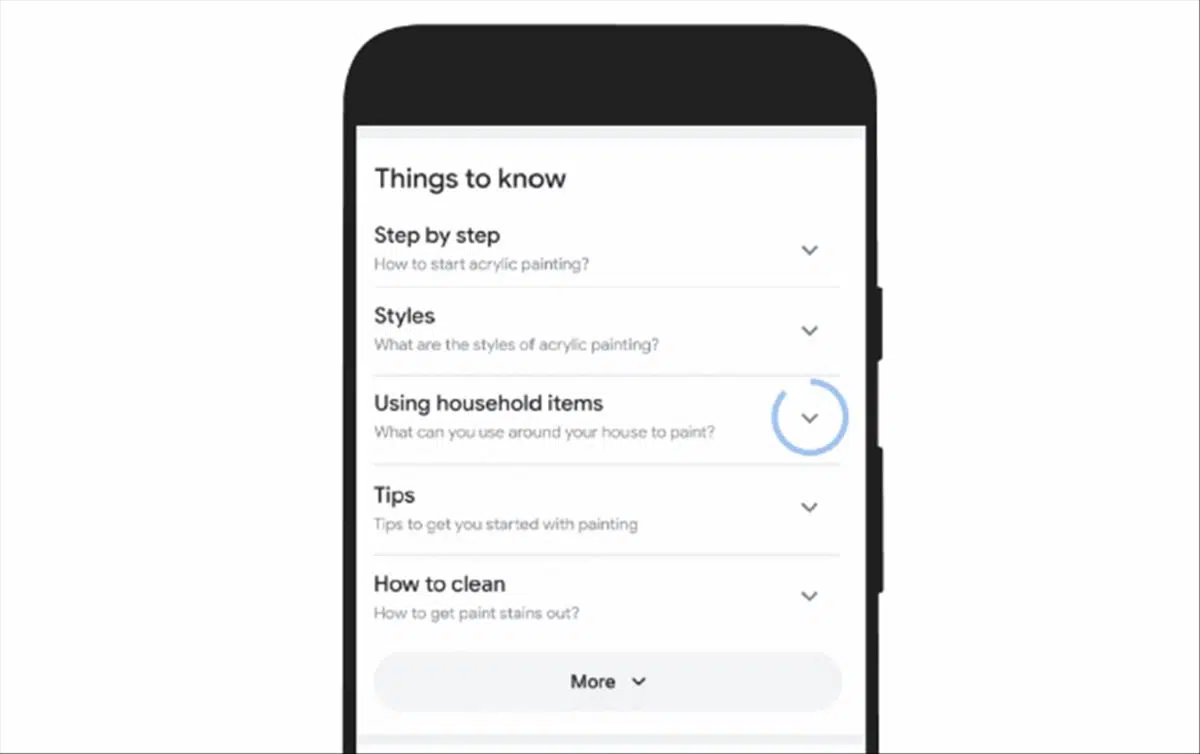 Things to know
Step by step
How to start acrylic painting?
Styles
What are the styles of acrylic painting?
Using household items
What can you use around your house to paint?
Tips
Tips to get you started with painting
How to clean
How to get paint stains out?
More